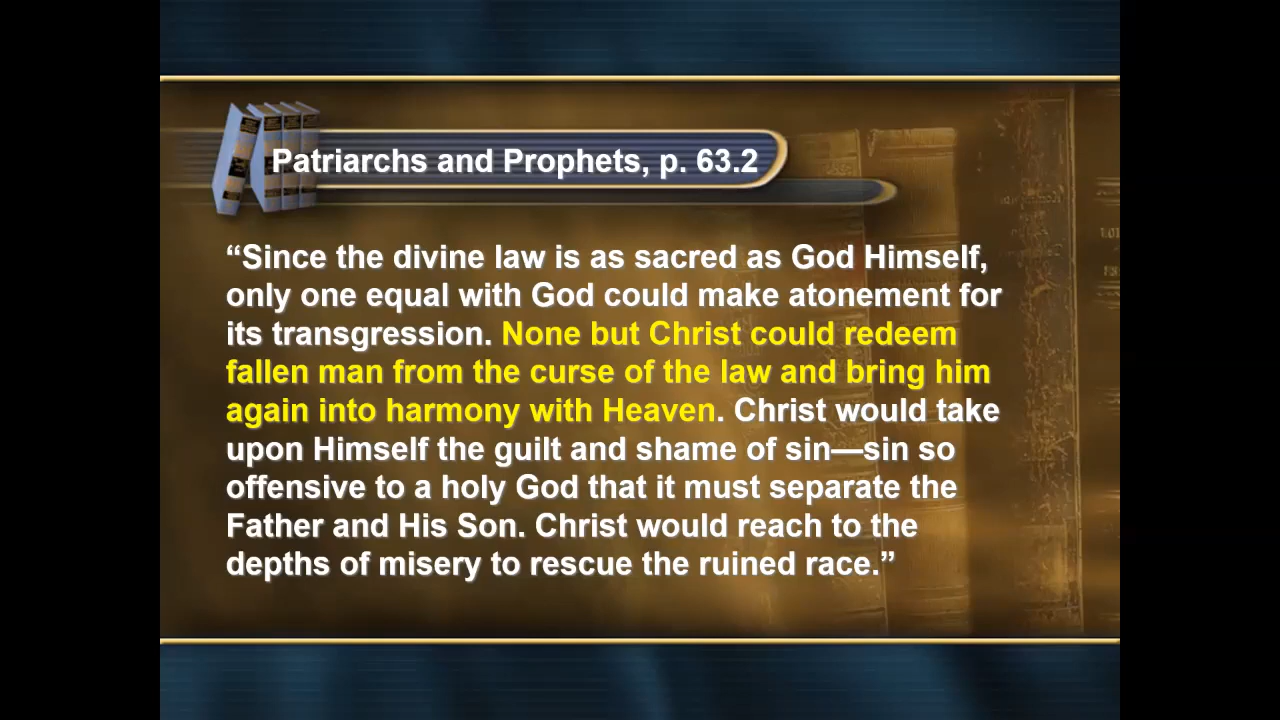 Patriarchs and Prophets, p. 63.2
“Since the divine law is as sacred as God Himself,
only one equal with God could make atonement for
its transgression. None but Christ could redeem
fallen man from the curse of the law and bring him
again into harmony with Heaven. Christ would take
upon Himself the guilt and shame of sin—sin so
offensive to a holy God that it must separate the
Father and His Son. Christ would reach to the
depths of misery to rescue the ruined race.”